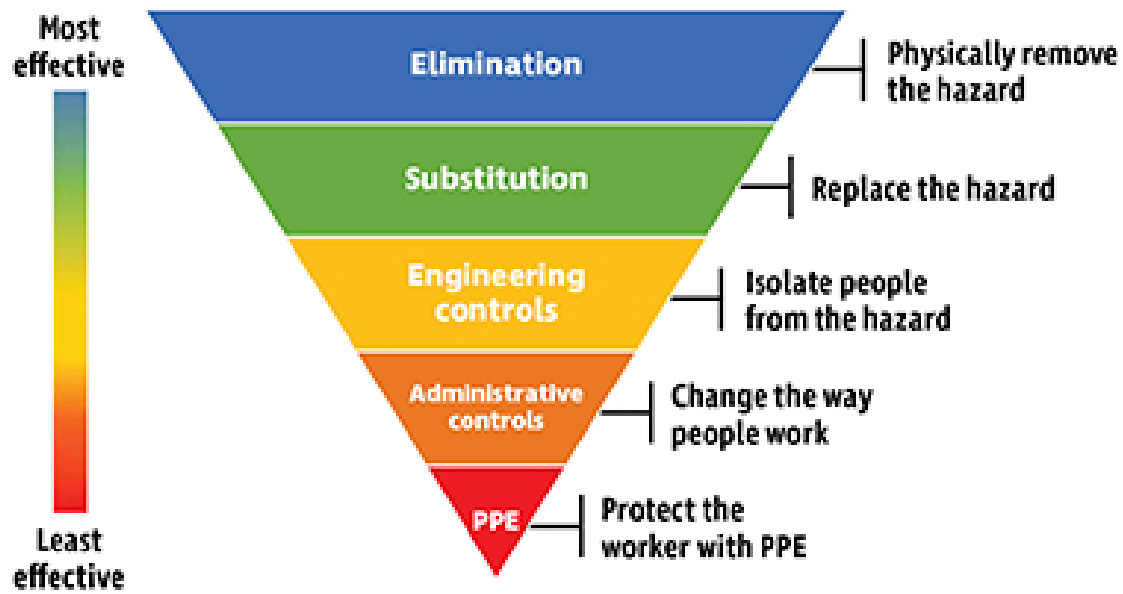 Most
effective
Elimination
Physically remove
the hazard
Substitution
Replace the hazard
Engineering
controls
Isolate people
from the hazard
Administrative
controls
Change the way
people work
PPE
Protect the
worker with PPE
Least
effective